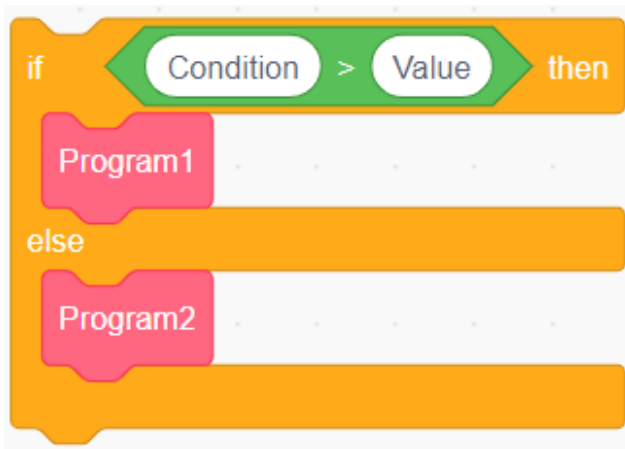 if Condition > Value then
Program1
else
Program2